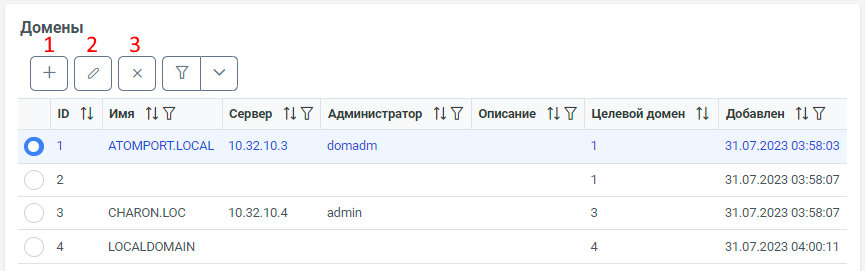 Домены
1 2 3
ID Имя Сервер Администратор Описание Целевой домен Добавлен
1 ATOMPORT.LOCAL 10.32.10.3 domadm 1 31.07.2023 03:58:03
2 1 31.07.2023 03:58:07
3 CHARON.LOC 10.32.10.4 admin 3 31.07.2023 03:58:07
4 LOCALDOMAIN 4 31.07.2023 04:00:11